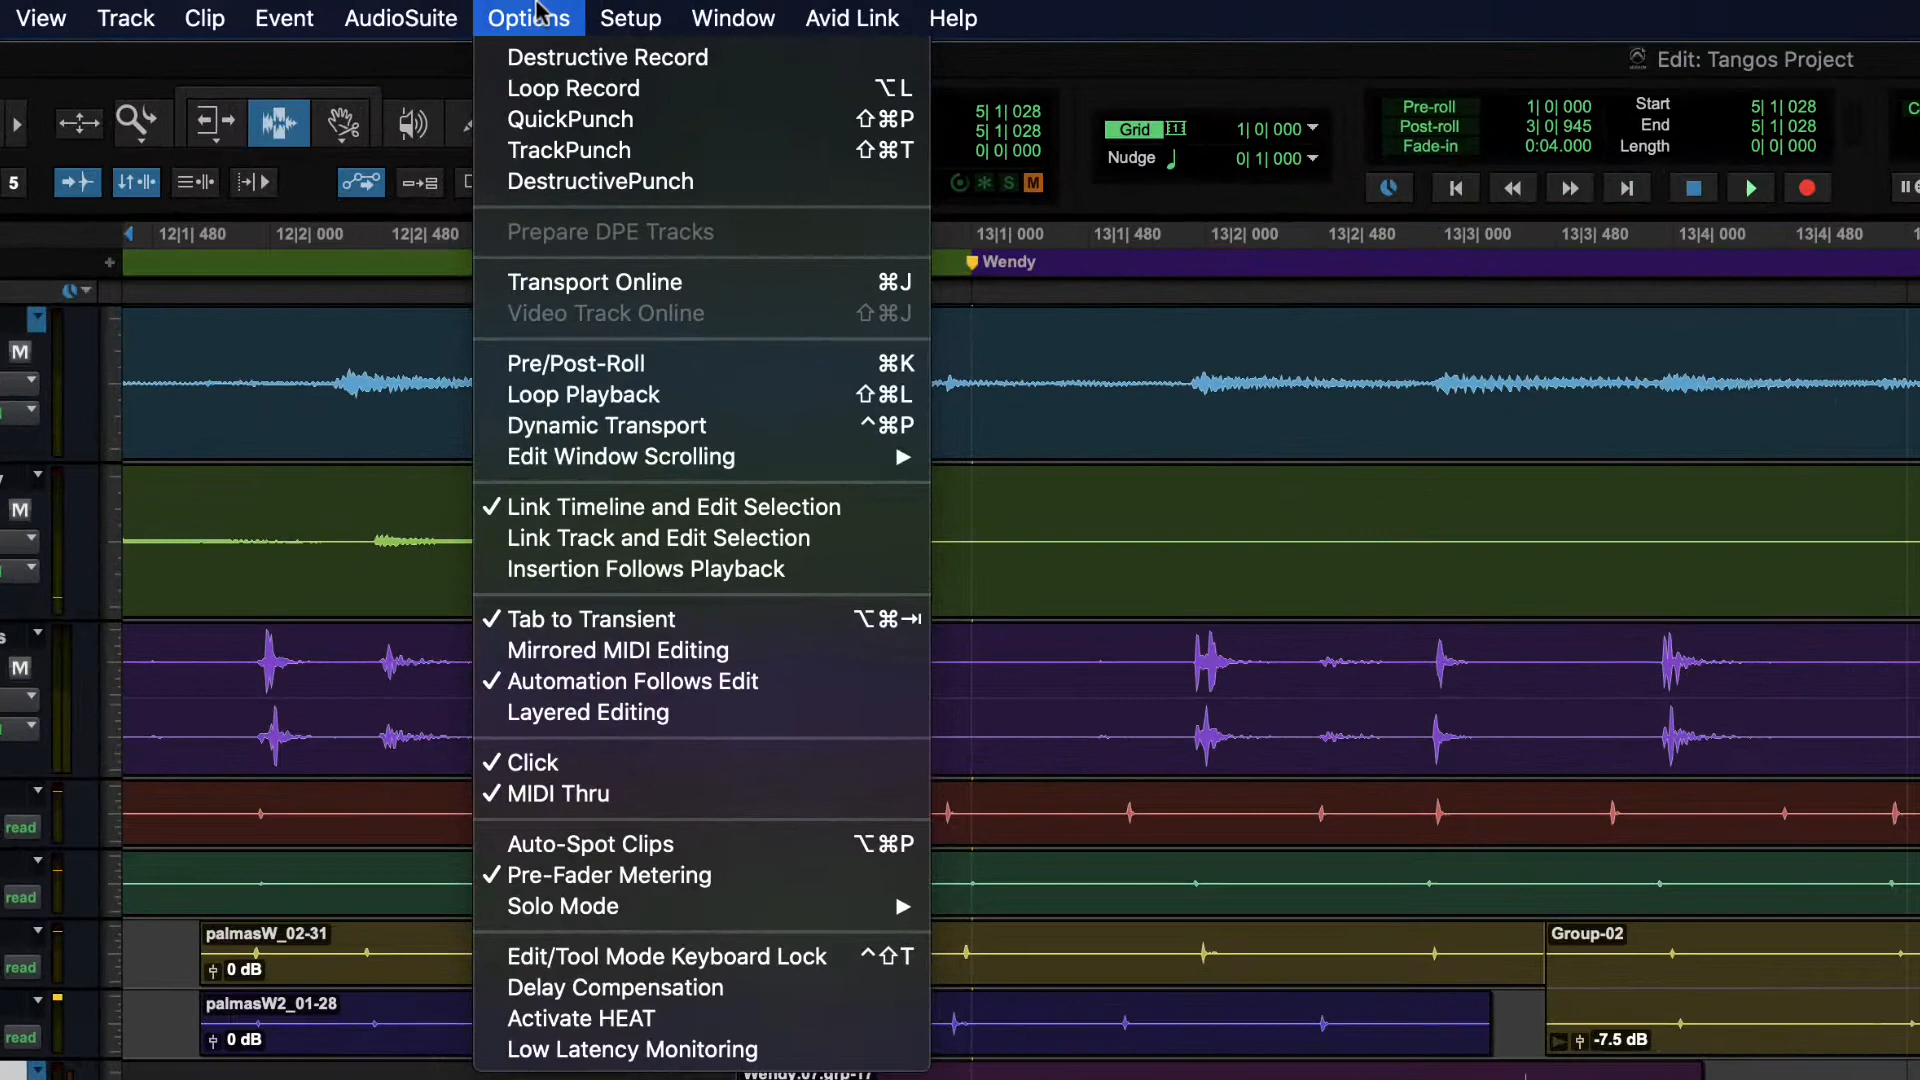 View Track Clip Event AudioSuite Options Setup Window Avid Link Help
Edit: Tangos Project
Destructive Record
Loop Record ⌥L
QuickPunch ⇧⌘P
TrackPunch ⇧⌘T
DestructivePunch
Prepare DPE Tracks
Transport Online ⌘J
Video Track Online ⇧⌘J
Pre/Post-Roll ⌘K
Loop Playback ⇧⌘L
Dynamic Transport ^⌘P
Edit Window Scrolling
✓ Link Timeline and Edit Selection
Link Track and Edit Selection
Insertion Follows Playback
✓ Tab to Transient ⌥⌘⇥
Mirrored MIDI Editing
✓ Automation Follows Edit
Layered Editing
✓ Click
✓ MIDI Thru
Auto-Spot Clips ⌥⌘P
✓ Pre-Fader Metering
Solo Mode
Edit/Tool Mode Keyboard Lock ^⇧T
Delay Compensation
Activate HEAT
Low Latency Monitoring
5
5| 1| 028
5| 1| 028
0| 0| 000
S M
Grid 1| 0| 000
Nudge 0| 1| 000
Pre-roll 1| 0| 000
Post-roll 3| 0| 945
Fade-in 0:04.000
Start 5| 1| 028
End 5| 1| 028
Length 0| 0| 000
12|1| 480 12|2| 000 12|2| 480 13|1| 000 13|1| 480 13|2| 000 13|2| 480 13|3| 000 13|3| 480 13|4| 000 13|4| 480
Wendy
M
M
M
read
read
read
read
palmasW_02-31
0 dB
palmasW2_01-28
0 dB
Group-02
-7.5 dB
Wendy.07.grp-17